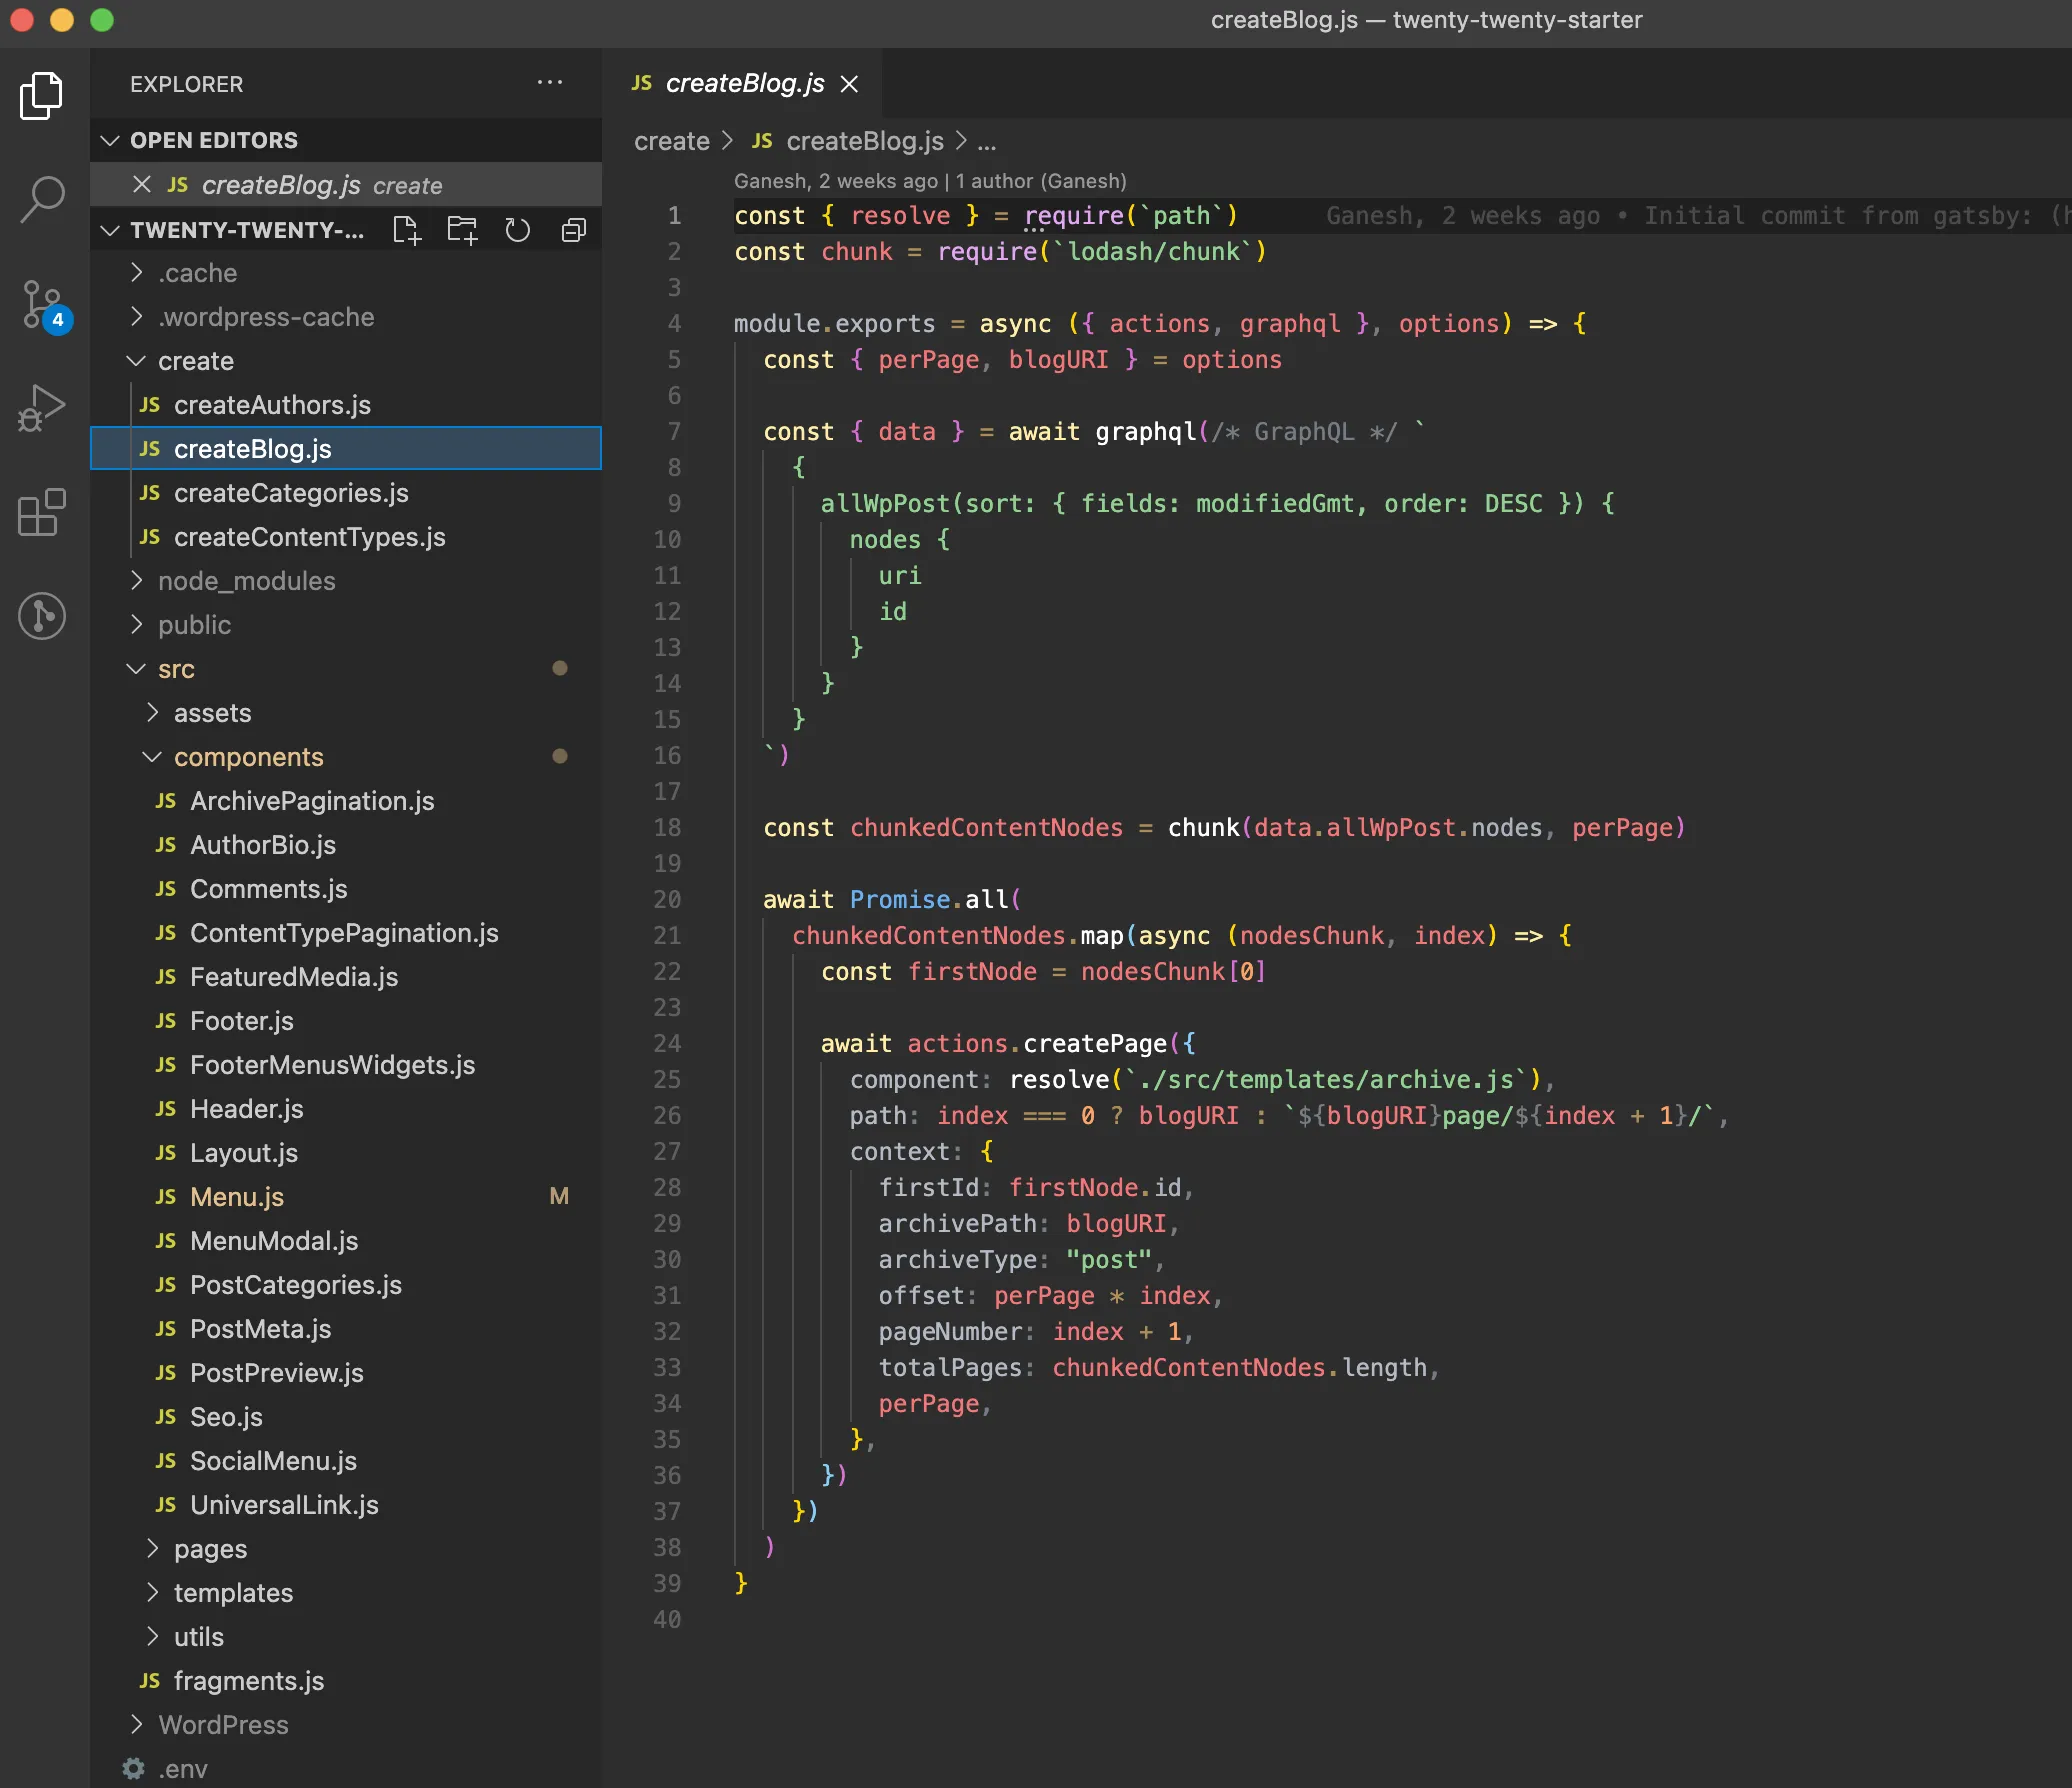 createBlog.js — twenty-twenty-starter
EXPLORER
OPEN EDITORS
JS createBlog.js create
TWENTY-TWENTY-...
.cache
.wordpress-cache
create
JS createAuthors.js
JS createBlog.js
JS createCategories.js
JS createContentTypes.js
node_modules
public
src
assets
components
JS ArchivePagination.js
JS AuthorBio.js
JS Comments.js
JS ContentTypePagination.js
JS FeaturedMedia.js
JS Footer.js
JS FooterMenusWidgets.js
JS Header.js
JS Layout.js
JS Menu.js M
JS MenuModal.js
JS PostCategories.js
JS PostMeta.js
JS PostPreview.js
JS Seo.js
JS SocialMenu.js
JS UniversalLink.js
pages
templates
utils
JS fragments.js
WordPress
.env
4
JS createBlog.js
create > JS createBlog.js > ...
Ganesh, 2 weeks ago | 1 author (Ganesh)
1 const { resolve } = require(`path`) Ganesh, 2 weeks ago • Initial commit from gatsby: (h
2 const chunk = require(`lodash/chunk`)
3
4 module.exports = async ({ actions, graphql }, options) => {
5 const { perPage, blogURI } = options
6
7 const { data } = await graphql(/* GraphQL */ `
8 {
9 allWpPost(sort: { fields: modifiedGmt, order: DESC }) {
10 nodes {
11 uri
12 id
13 }
14 }
15 }
16 `)
17
18 const chunkedContentNodes = chunk(data.allWpPost.nodes, perPage)
19
20 await Promise.all(
21 chunkedContentNodes.map(async (nodesChunk, index) => {
22 const firstNode = nodesChunk[0]
23
24 await actions.createPage({
25 component: resolve(`./src/templates/archive.js`),
26 path: index === 0 ? blogURI : `${blogURI}page/${index + 1}/`,
27 context: {
28 firstId: firstNode.id,
29 archivePath: blogURI,
30 archiveType: "post",
31 offset: perPage * index,
32 pageNumber: index + 1,
33 totalPages: chunkedContentNodes.length,
34 perPage,
35 },
36 })
37 })
38 )
39 }
40